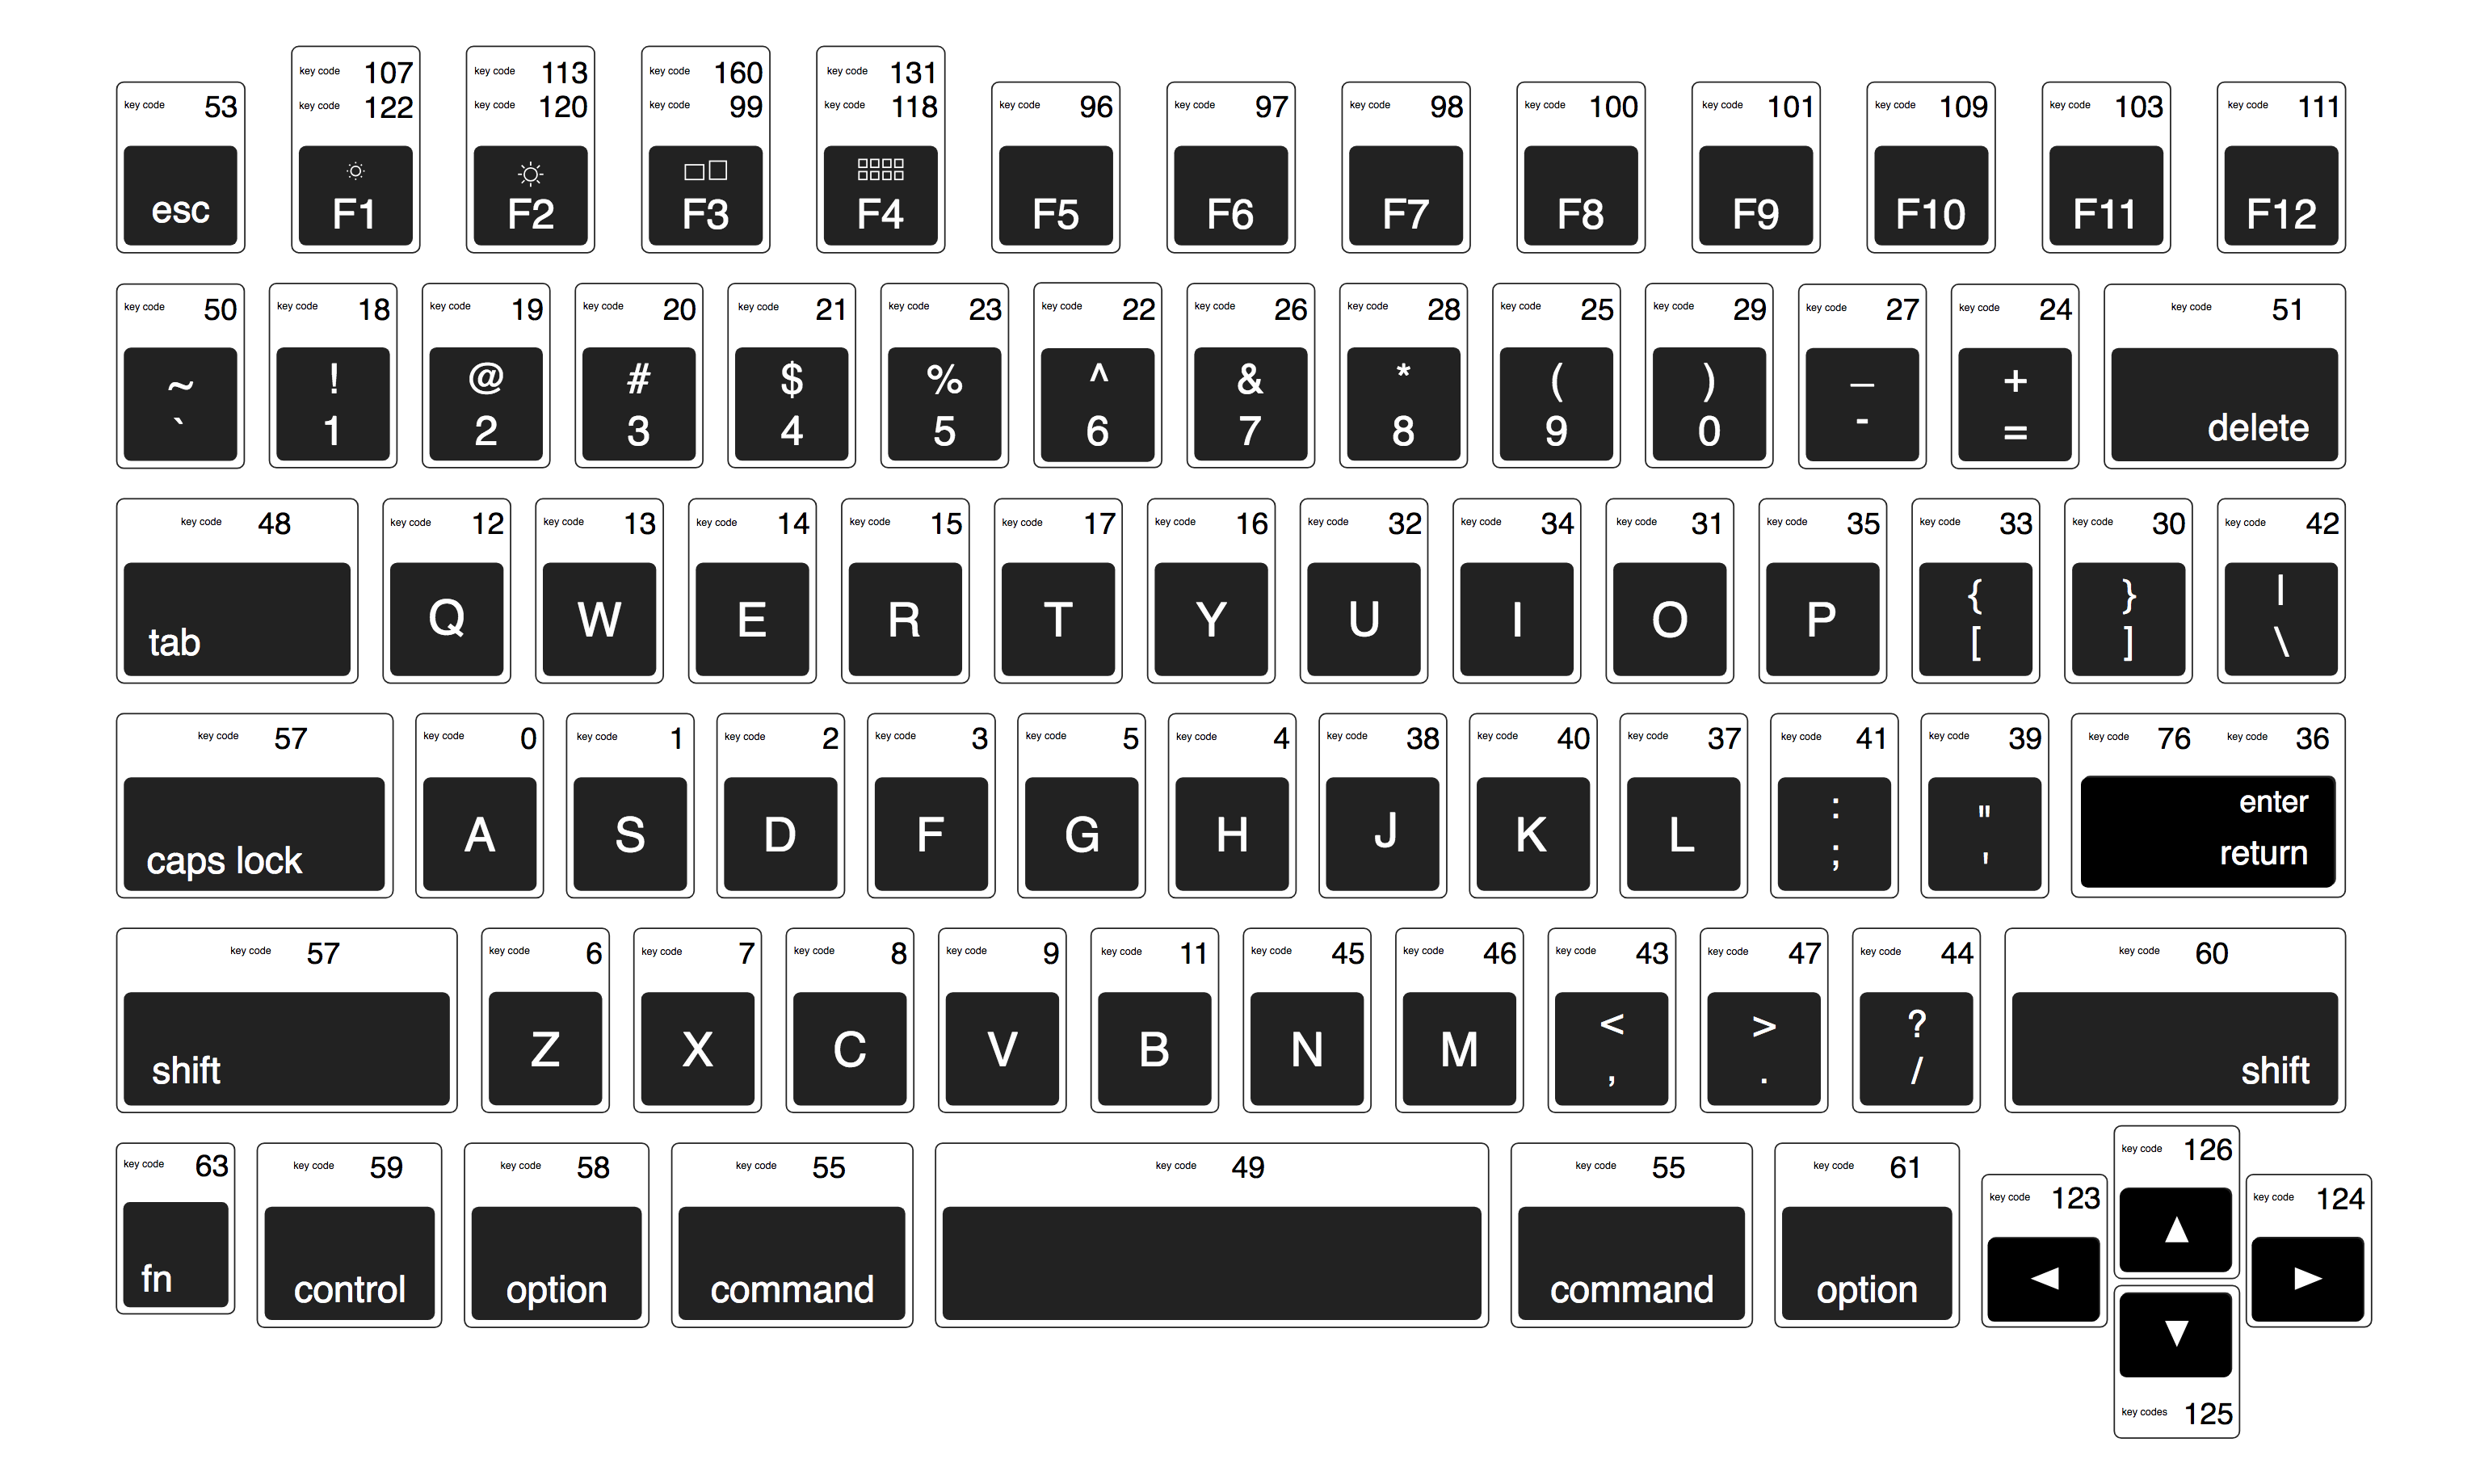 key code 107 key code 113 key code 160 key code 131
key code 53 key code 122 key code 120 key code 99 key code 118 key code 96 key code 97 key code 98 key code 100 key code 101 key code 109 key code 103 key code 111
esc F1 F2 F3 F4 F5 F6 F7 F8 F9 F10 F11 F12
key code 50 key code 18 key code 19 key code 20 key code 21 key code 23 key code 22 key code 26 key code 28 key code 25 key code 29 key code 27 key code 24 key code 51
~ ! @ # $ % ^ & * ( ) _ +
` 1 2 3 4 5 6 7 8 9 0 - = delete
key code 48 key code 12 key code 13 key code 14 key code 15 key code 17 key code 16 key code 32 key code 34 key code 31 key code 35 key code 33 key code 30 key code 42
{ } |
tab Q W E R T Y U I O P [ ] \
key code 57 key code 0 key code 1 key code 2 key code 3 key code 5 key code 4 key code 38 key code 40 key code 37 key code 41 key code 39 key code 76 key code 36
: " enter
caps lock A S D F G H J K L ; ' return
key code 57 key code 6 key code 7 key code 8 key code 9 key code 11 key code 45 key code 46 key code 43 key code 47 key code 44 key code 60
< > ?
shift Z X C V B N M , . / shift
key code 63 key code 59 key code 58 key code 55 key code 49 key code 55 key code 61 key code 123 key code 126 key code 124
fn control option command command option
key codes 125